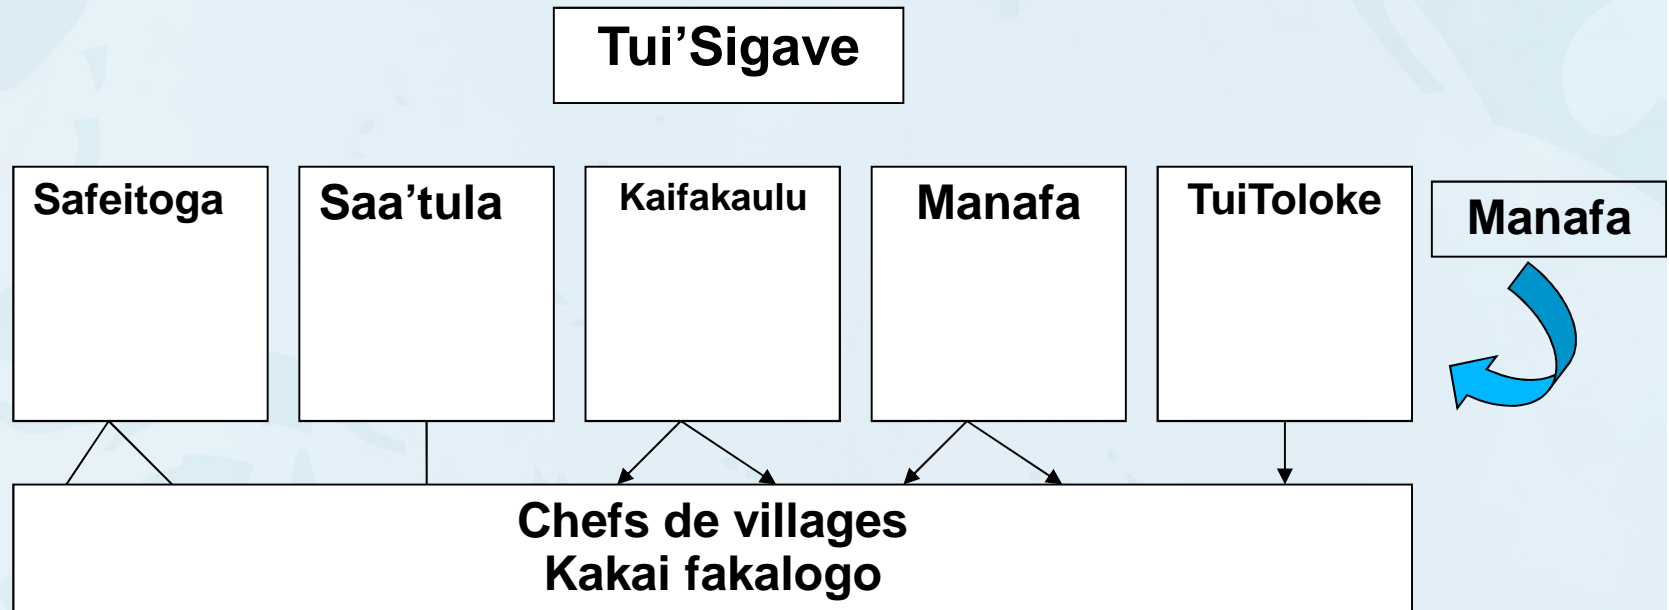 Tui’Sigave
Safeitoga
Saa’tula
Kaifakaulu
Manafa
TuiToloke
Manafa
Chefs de villages
Kakai fakalogo